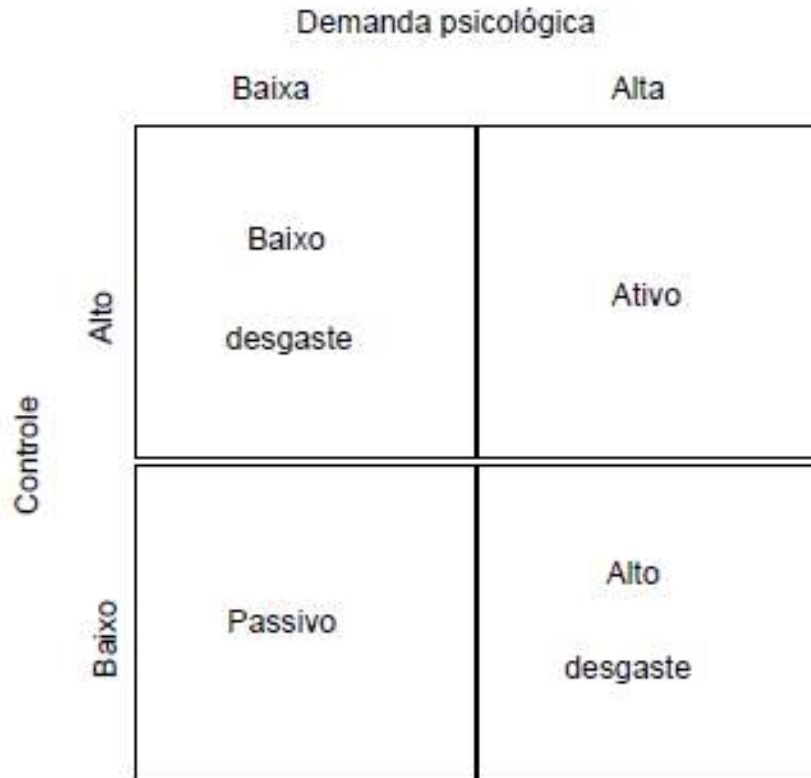 Demanda psicológica
Baixa Alta
Controle
Alto
Baixo
desgaste
Ativo
Baixo
Passivo
Alto
desgaste